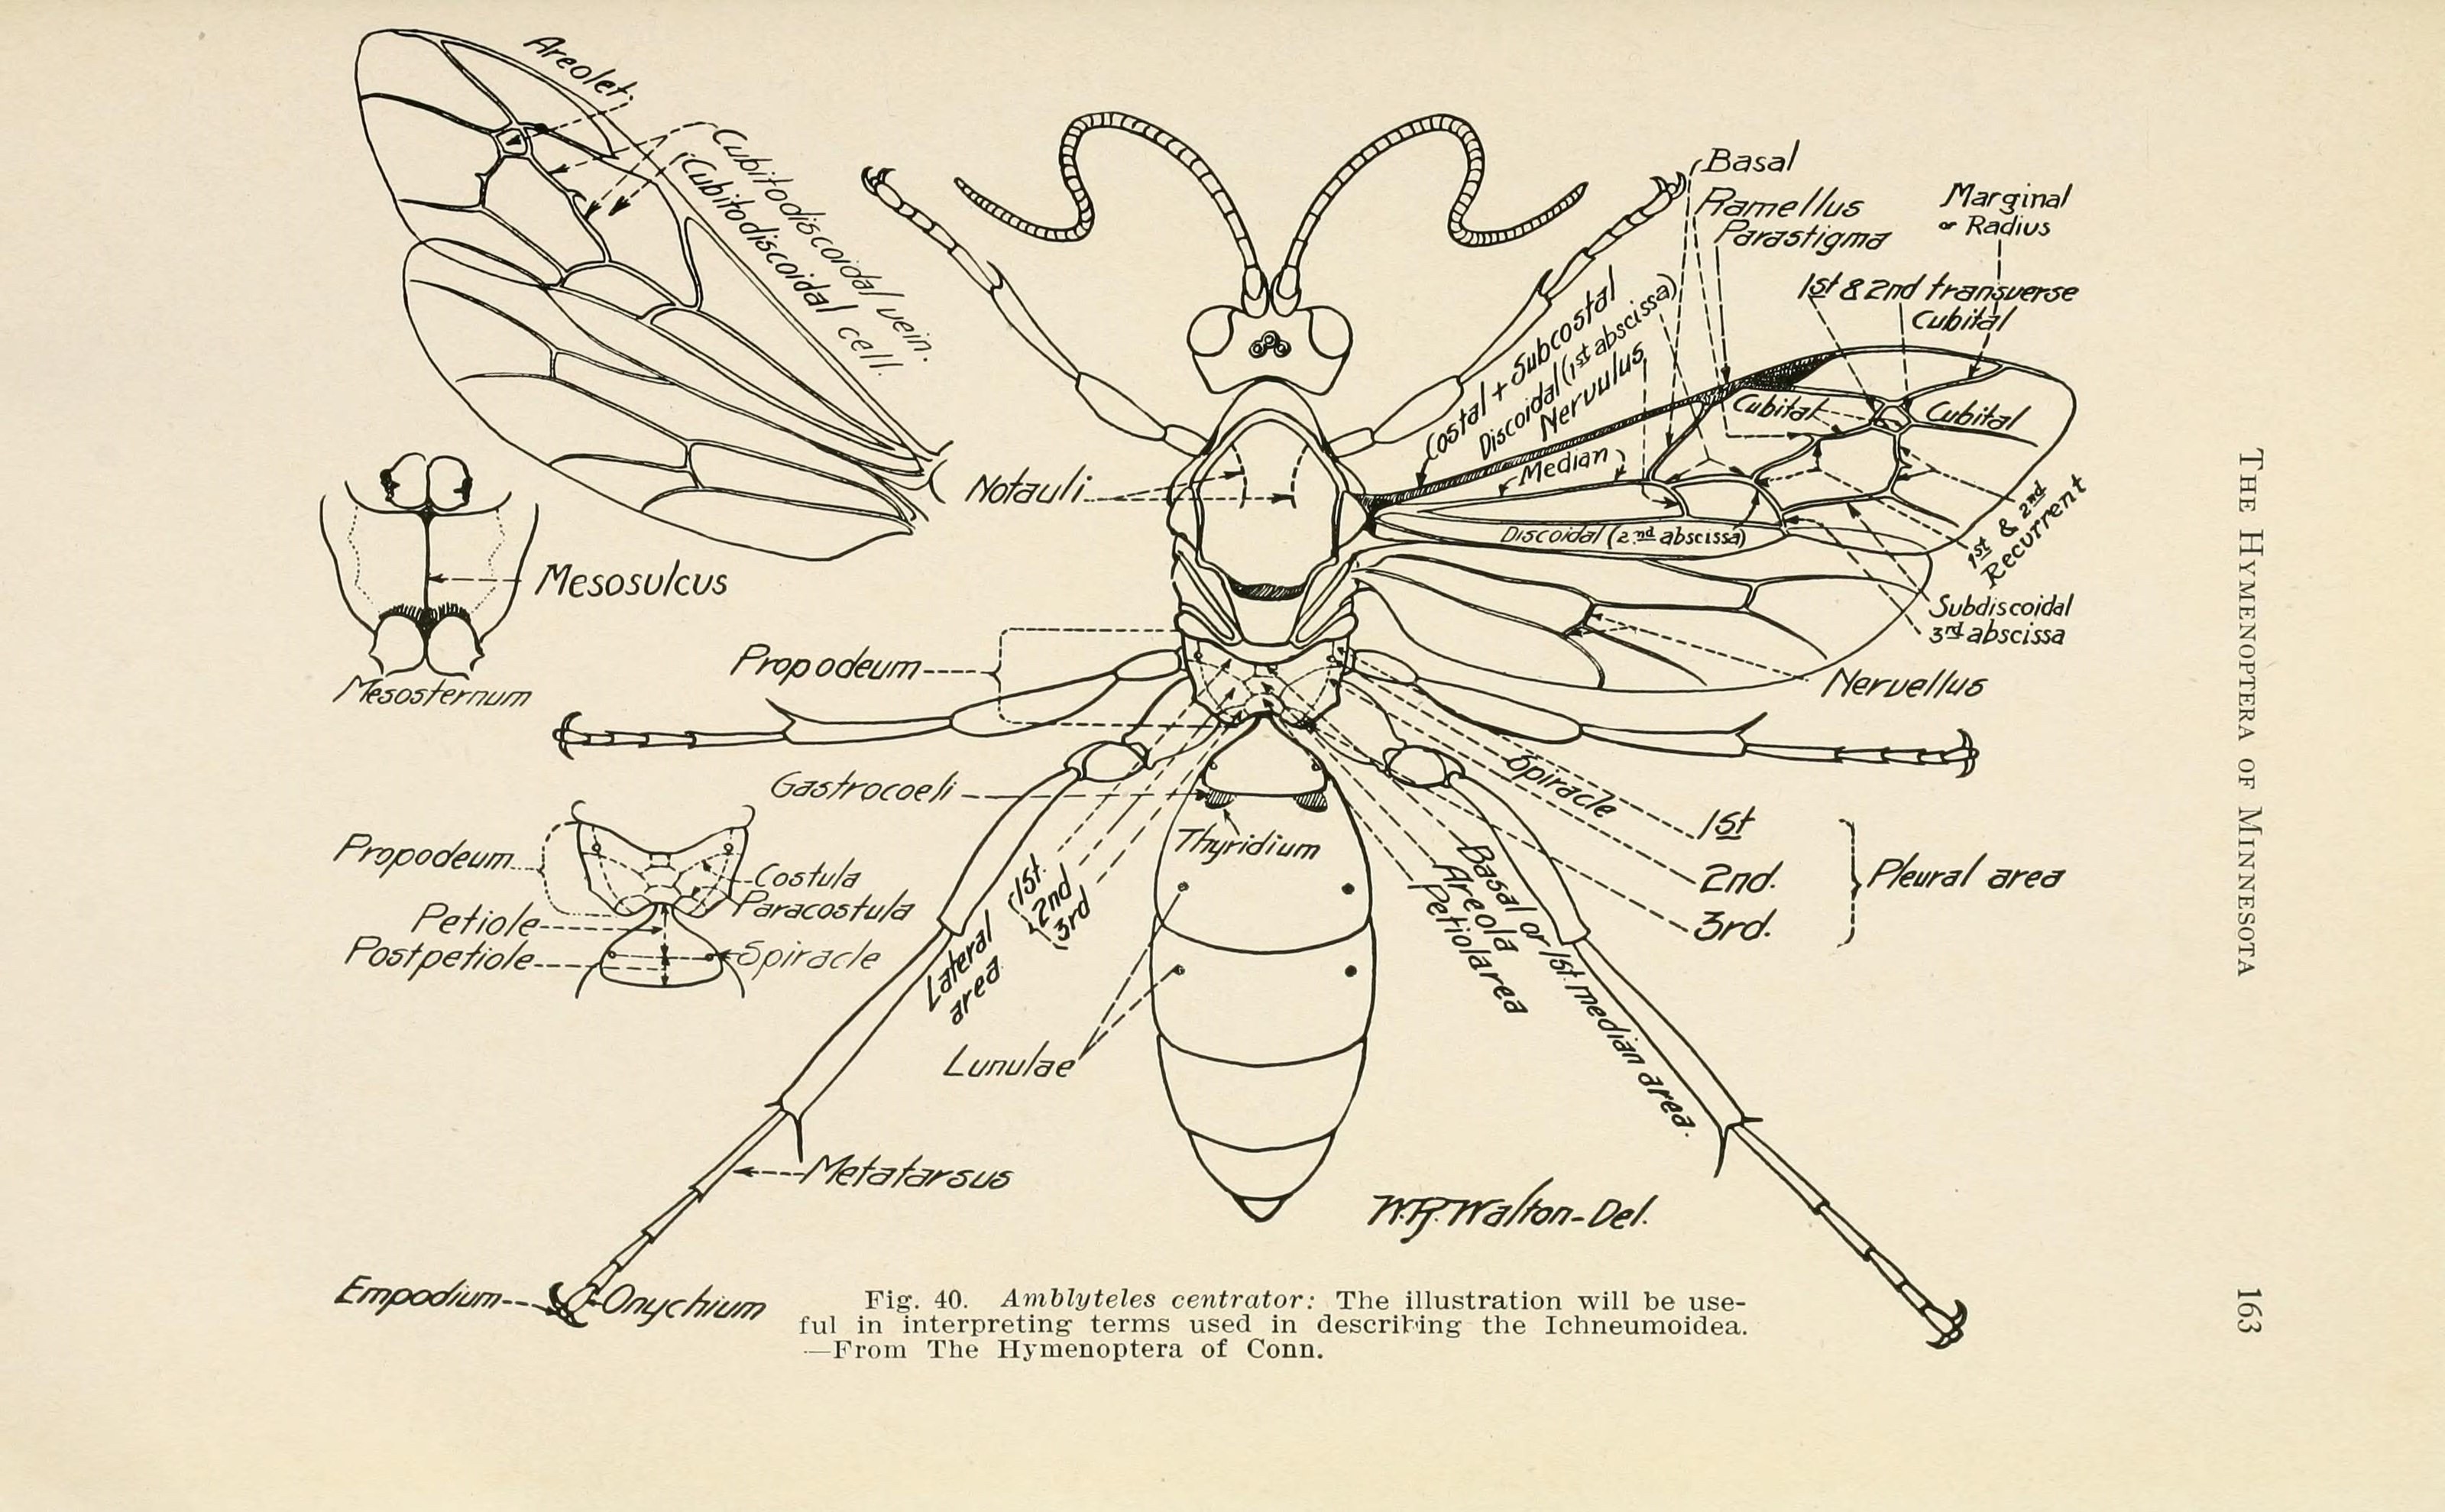 Areolet
Cubitodiscoidal vein.
Cubitodiscoidal cell.
Basal
Ramellus
Parastigma
Marginal
or Radius
1st & 2nd transverse
Cubital
Costal + Subcostal
Discoidal (1st abscissa)
Nervulus
Median
Cubital
Cubital
Discoidal (2nd abscissa)
1st & 2nd
Recurrent
Subdiscoidal
3rd abscissa
Nervellus
Notauli
Mesosulcus
Mesosternum
Propodeum
Gastrocoeli
Thyridium
Spiracle
1st
2nd.
3rd.
Pleural area
Propodeum
Costula
Paracostula
Petiole
Postpetiole
Spiracle
Lateral
area
1st.
2nd
3rd
Basal or 1st. median area.
Areola
Petiolarea
Lunulae
Metatarsus
Empodium
Onychium
W.R. Walton-Del.
Fig. 40. Amblyteles centrator: The illustration will be use-
ful in interpreting terms used in describing the Ichneumoidea.
—From The Hymenoptera of Conn.
THE HYMENOPTERA OF MINNESOTA
163